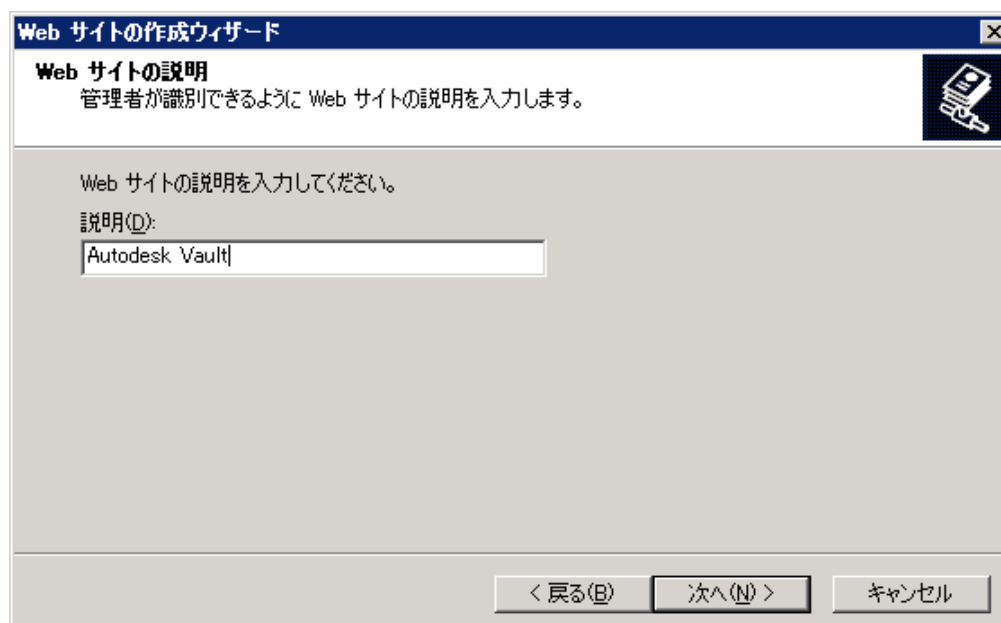 Web サイトの作成ウィザード
Web サイトの説明
管理者が識別できるように Web サイトの説明を入力します。
Web サイトの説明を入力してください。
説明(D):
Autodesk Vault
< 戻る(B)
次へ(N) >
キャンセル